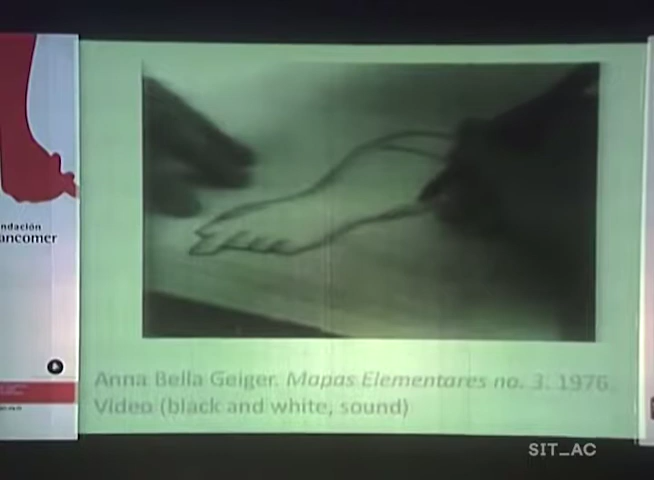 ndación
ancomer
Anna Bella Geiger. Mapas Elementares no. 3. 1976.
Video (black and white, sound)
SIT_AC